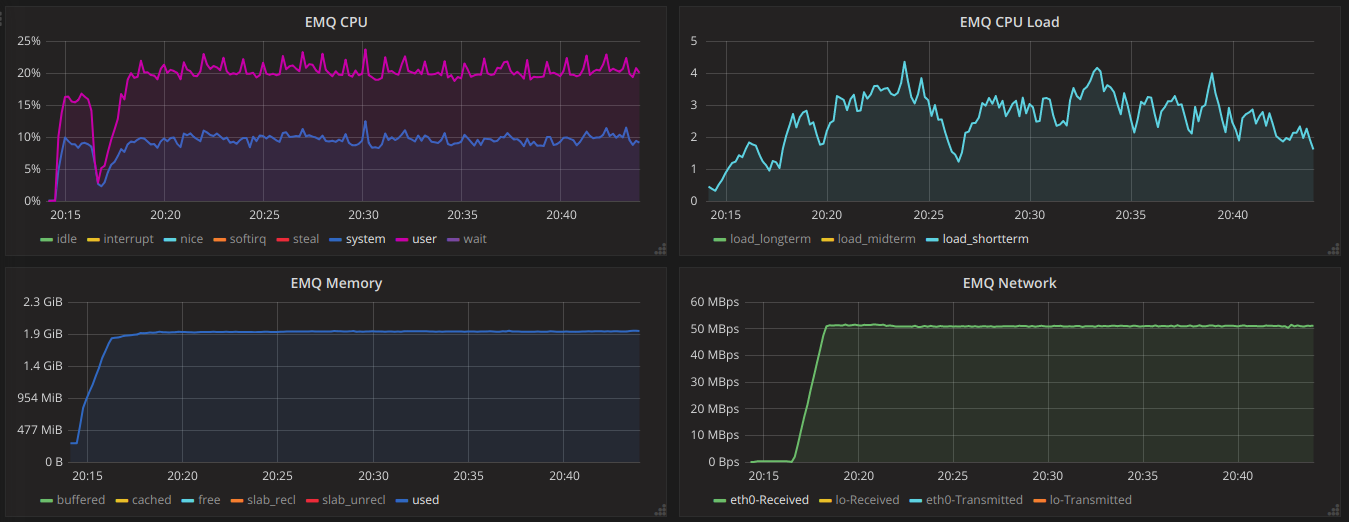 EMQ CPU
25%
20%
15%
10%
5%
0%
20:15 20:20 20:25 20:30 20:35 20:40
idle interrupt nice softirq steal system user wait
EMQ CPU Load
5
4
3
2
1
0
20:15 20:20 20:25 20:30 20:35 20:40
load_longterm load_midterm load_shortterm
EMQ Memory
2.3 GiB
1.9 GiB
1.4 GiB
954 MiB
477 MiB
0 B
20:15 20:20 20:25 20:30 20:35 20:40
buffered cached free slab_recl slab_unrecl used
EMQ Network
60 MBps
50 MBps
40 MBps
30 MBps
20 MBps
10 MBps
0 Bps
20:15 20:20 20:25 20:30 20:35 20:40
eth0-Received lo-Received eth0-Transmitted lo-Transmitted